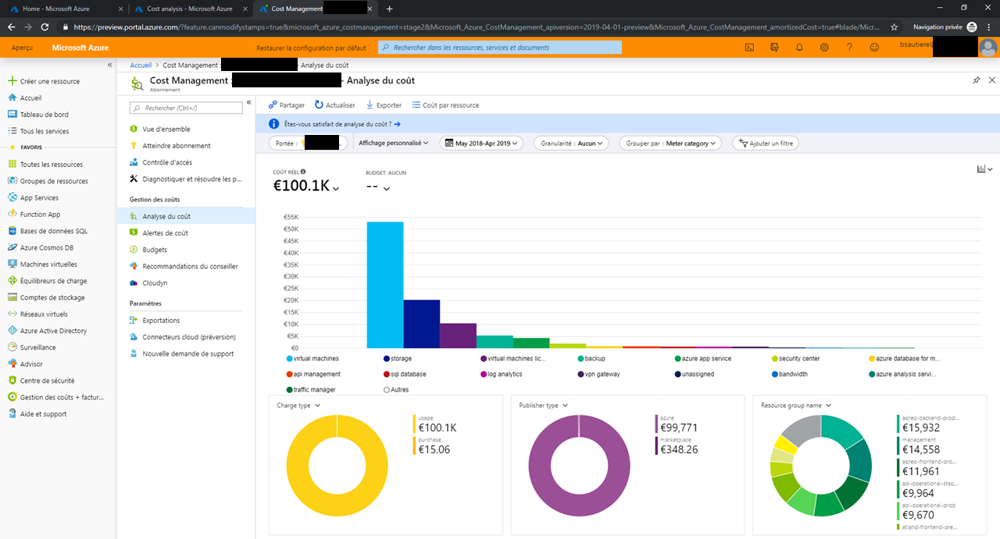 Home - Microsoft Azure
Cost analysis - Microsoft Azure
Cost Management
https://preview.portal.azure.com/?feature.canmodifystamps=true&microsoft_azure_costmanagement=stage2&Microsoft_Azure_CostManagement_apiversion=2019-04-01-preview&Microsoft_Azure_CostManagement_amortizedCost=true#blade/Micr...
Navigation privée
Aperçu
Microsoft Azure
Restaurer la configuration par défaut
Rechercher dans les ressources, services et documents
bsautiere@
Accueil > Cost Management : - Analyse du coût
Cost Management : - Analyse du coût
Abonnement
Créer une ressource
Accueil
Tableau de bord
Tous les services
FAVORIS
Toutes les ressources
Groupes de ressources
App Services
Function App
Bases de données SQL
Azure Cosmos DB
Machines virtuelles
Équilibreurs de charge
Comptes de stockage
Réseaux virtuels
Azure Active Directory
Surveillance
Advisor
Centre de sécurité
Gestion des coûts + factur...
Aide et support
Rechercher (Ctrl+/)
Vue d'ensemble
Atteindre abonnement
Contrôle d'accès
Diagnostiquer et résoudre les p...
Gestion des coûts
Analyse du coût
Alertes de coût
Budgets
Recommandations du conseiller
Cloudyn
Paramètres
Exportations
Connecteurs cloud (préversion)
Nouvelle demande de support
Partager
Actualiser
Exporter
Coût par ressource
Êtes-vous satisfait de analyse du coût ?
Portée :
Affichage personnalisé
May 2018-Apr 2019
Granularité : Aucun
Grouper par : Meter category
Ajouter un filtre
COÛT RÉEL
€100.1K
BUDGET: AUCUN
--
€55K
€50K
€45K
€40K
€35K
€30K
€25K
€20K
€15K
€10K
€5K
€0
virtual machines
storage
virtual machines lic...
backup
azure app service
security center
azure database for m...
api management
sql database
log analytics
vpn gateway
unassigned
bandwidth
azure analysis servi...
traffic manager
Autres
Charge type
usage
€100.1K
purchase
€15.06
Publisher type
azure
€99,771
marketplace
€348.26
Resource group name
€15,932
management
€14,558
€11,961
api-operational-stag...
€9,964
api-operational-prod
€9,670
atland-frontend-pre...